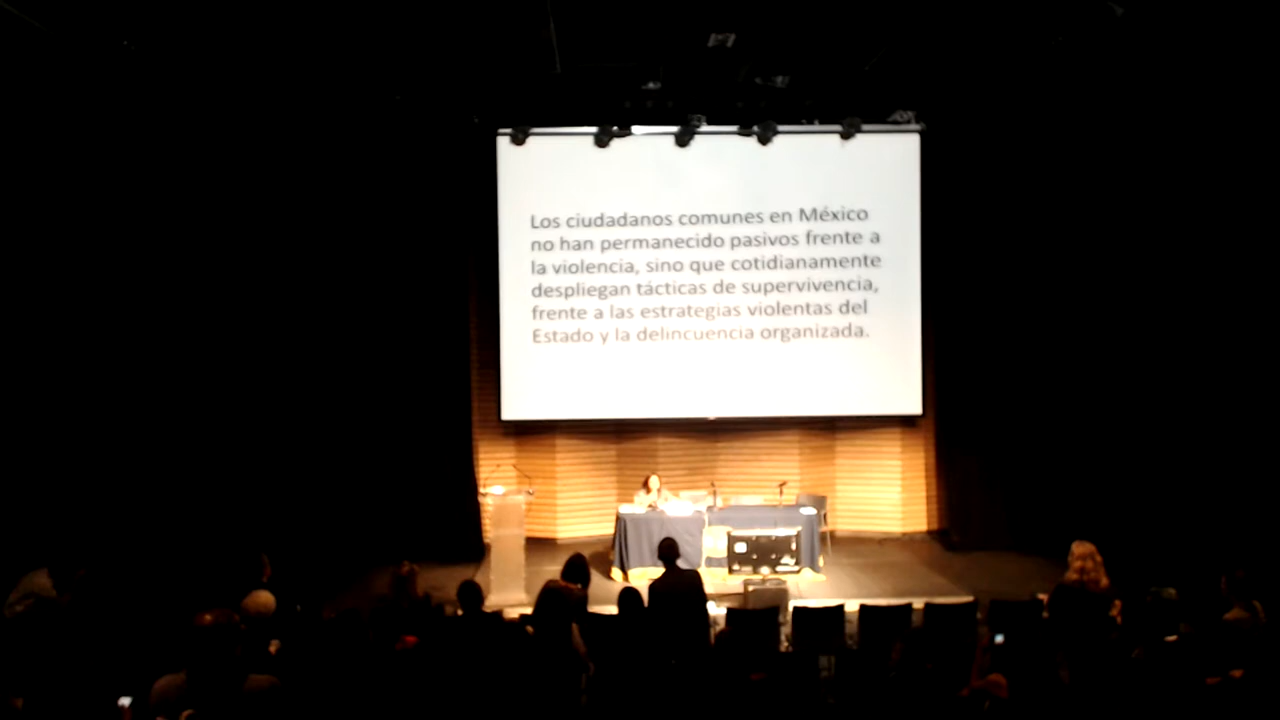 Los ciudadanos comunes en México
no han permanecido pasivos frente a
la violencia, sino que cotidianamente
despliegan tácticas de supervivencia,
frente a las estrategias violentas del
Estado y la delincuencia organizada.